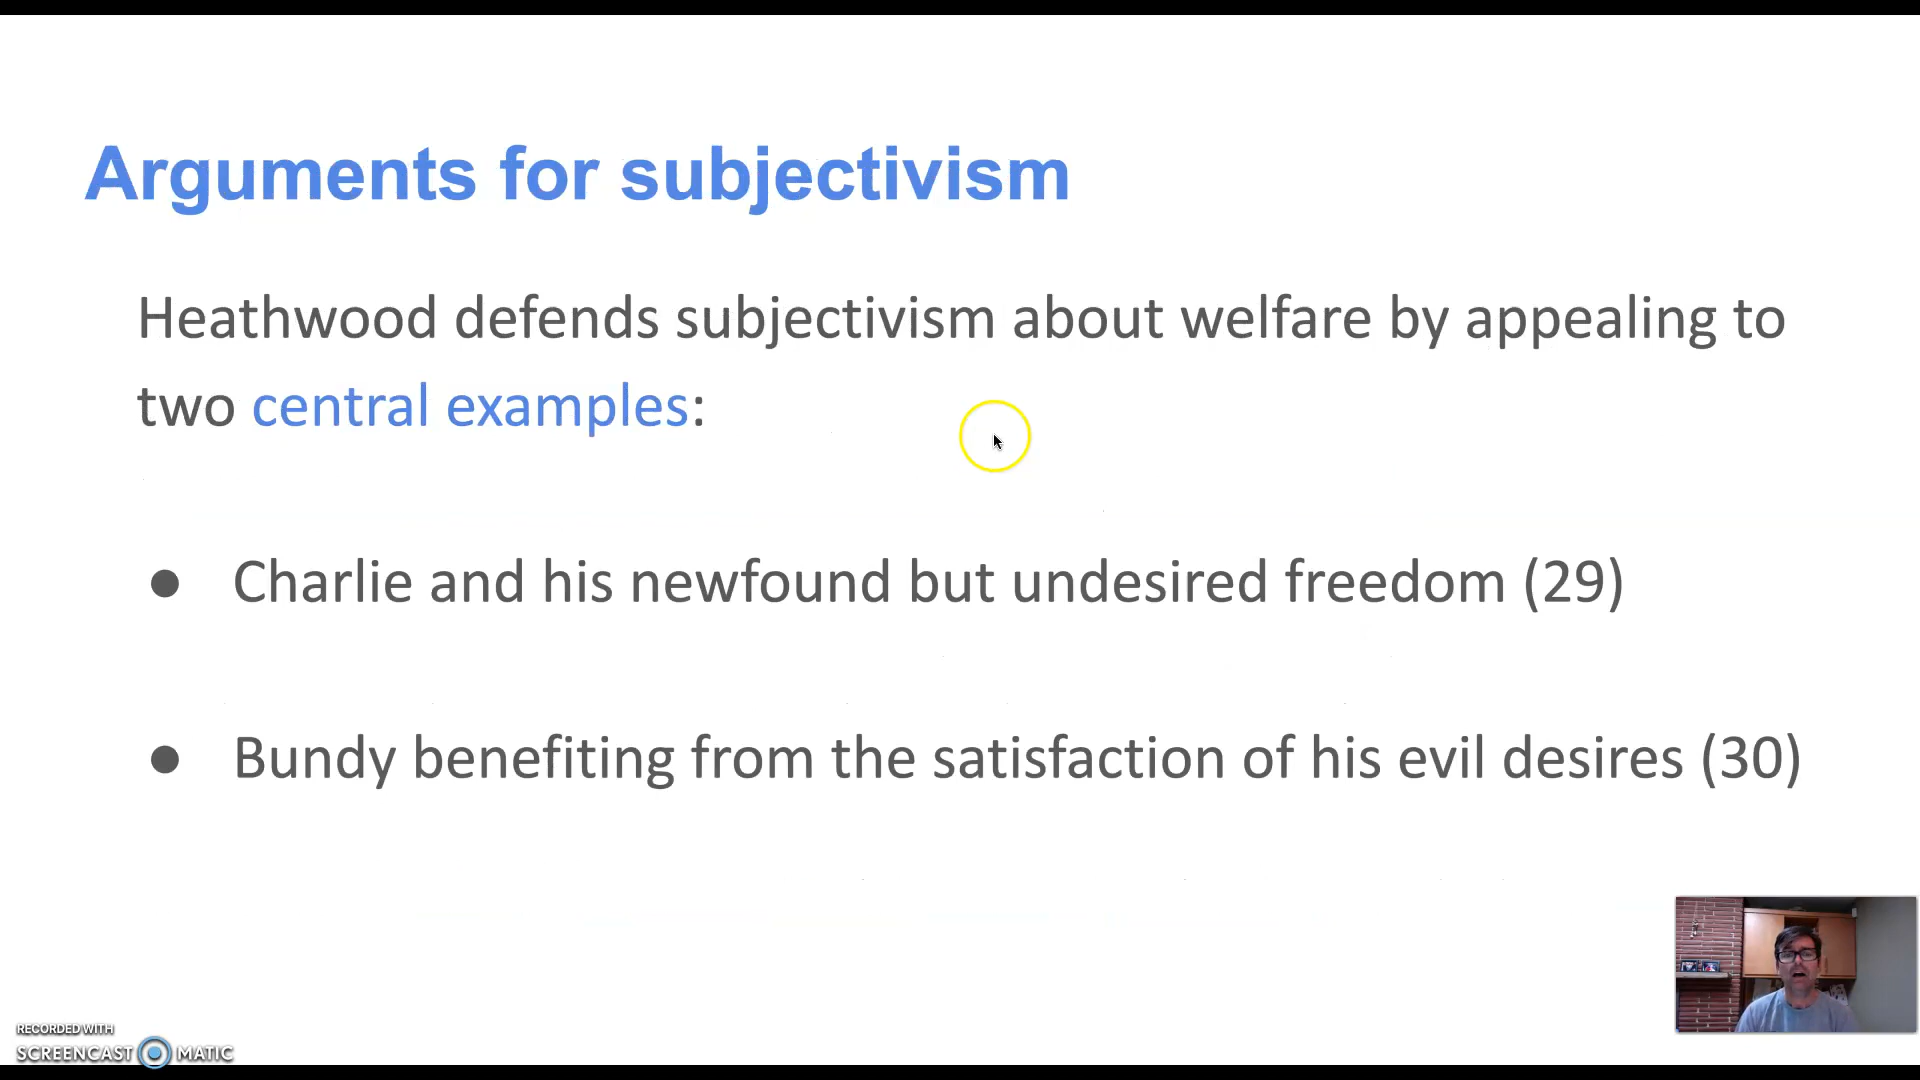 Arguments for subjectivism
Heathwood defends subjectivism about welfare by appealing to
two central examples:
● Charlie and his newfound but undesired freedom (29)
● Bundy benefiting from the satisfaction of his evil desires (30)
RECORDED WITH
SCREENCAST MATIC